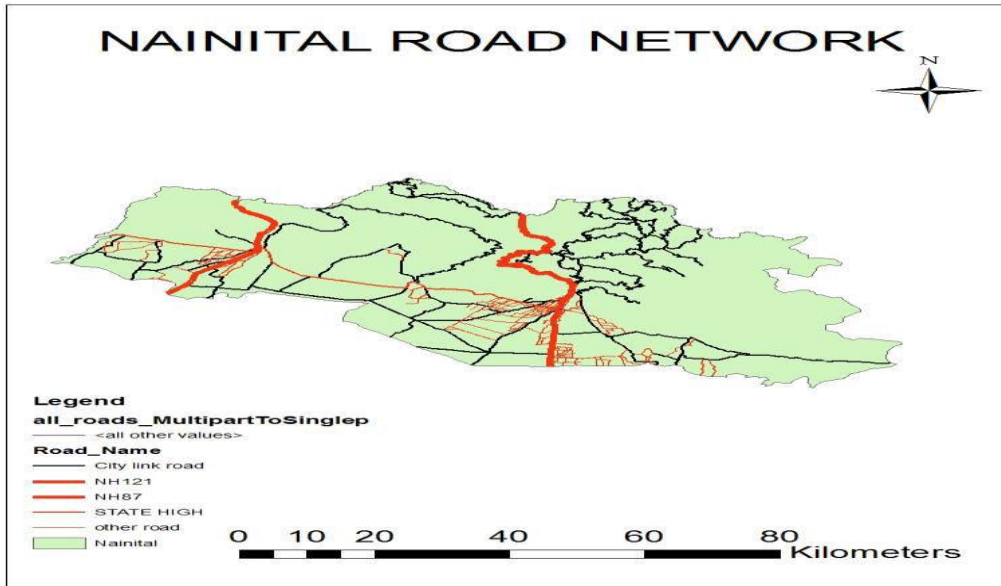 NAINITAL ROAD NETWORK
N
Legend
all_roads_MultipartToSinglep
<all other values>
Road_Name
City link road
NH121
NH87
STATE HIGH
other road
Nainital
0 10 20 40 60 80
Kilometers